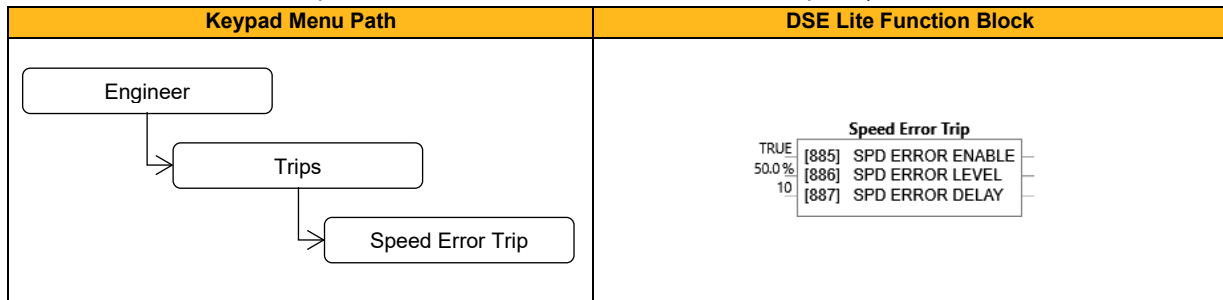 Keypad Menu Path
DSE Lite Function Block
Engineer
Trips
Speed Error Trip
Speed Error Trip
TRUE [885] SPD ERROR ENABLE
50.0 % [886] SPD ERROR LEVEL
10 [887] SPD ERROR DELAY